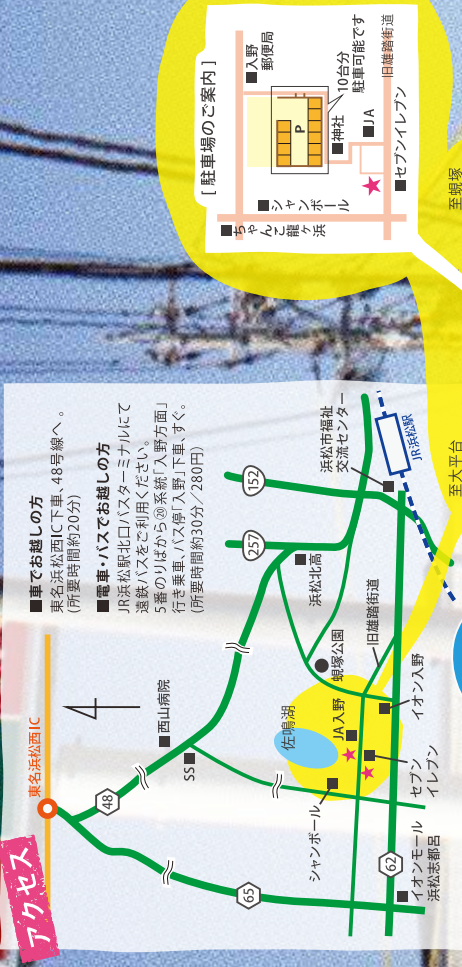 アクセス
■車でお越しの方
東名浜松西IC下車、48号線へ。
(所要時間約20分)
■電車・バスでお越しの方
JR浜松駅北口バスターミナルにて
遠鉄バスをご利用ください。
5番のりばから⑳系統「入野方面」
行き乗車、バス停「入野」下車、すぐ。
(所要時間約30分／280円)
東名浜松西IC
48
65
西山病院
SS
257
152
浜松北高
浜松市福祉
交流センター
JR浜松駅
佐鳴湖
蜆塚公園
旧雄踏街道
JA入野
シャンボール
セブン
イレブン
イオン入野
62
イオンモール
浜松志都呂
[駐車場のご案内]
入野
郵便局
P
10台分
駐車可能です
神社
JA
旧雄踏街道
セブンイレブン
シャンボール
ちゃんこ龍ヶ浜
至大平台
至蜆塚